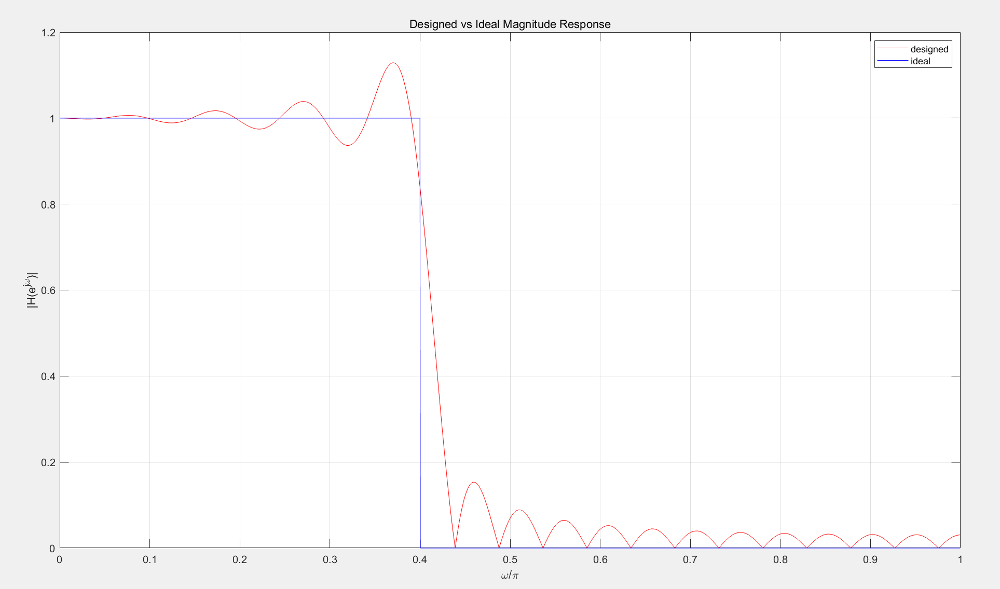 Designed vs Ideal Magnitude Response
designed
ideal
1.2
1
0.8
0.6
0.4
0.2
0
|H(e^{jω})|
0 0.1 0.2 0.3 0.4 0.5 0.6 0.7 0.8 0.9 1
ω/π